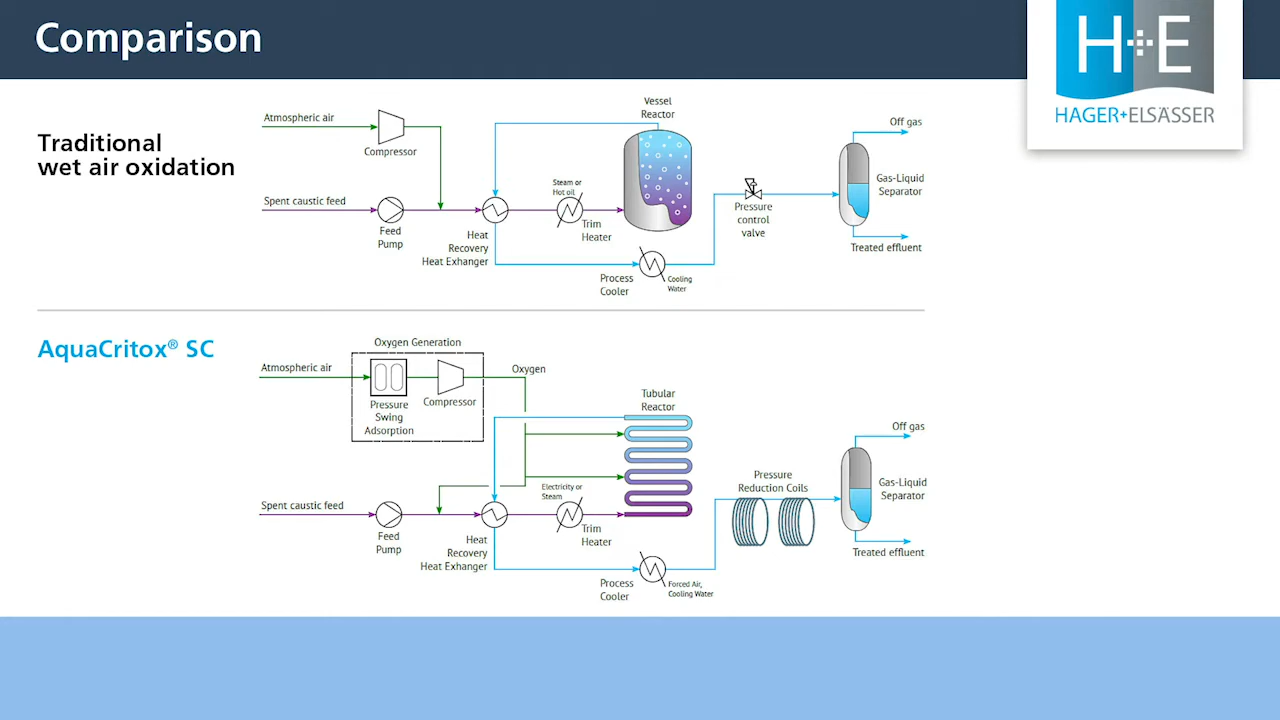 Comparison
H+E
HAGER+ELSÄSSER
Traditional
wet air oxidation
Atmospheric air
Compressor
Spent caustic feed
Feed
Pump
Heat
Recovery
Heat Exhanger
Steam or
Hot oil
Trim
Heater
Vessel
Reactor
Process
Cooler
Cooling
Water
Pressure
control
valve
Off gas
Gas-Liquid
Separator
Treated effluent
AquaCritox® SC
Oxygen Generation
Atmospheric air
Pressure
Swing
Adsorption
Compressor
Oxygen
Spent caustic feed
Feed
Pump
Heat
Recovery
Heat Exhanger
Electricity or
Steam
Trim
Heater
Tubular
Reactor
Process
Cooler
Forced Air,
Cooling Water
Pressure
Reduction Coils
Off gas
Gas-Liquid
Separator
Treated effluent